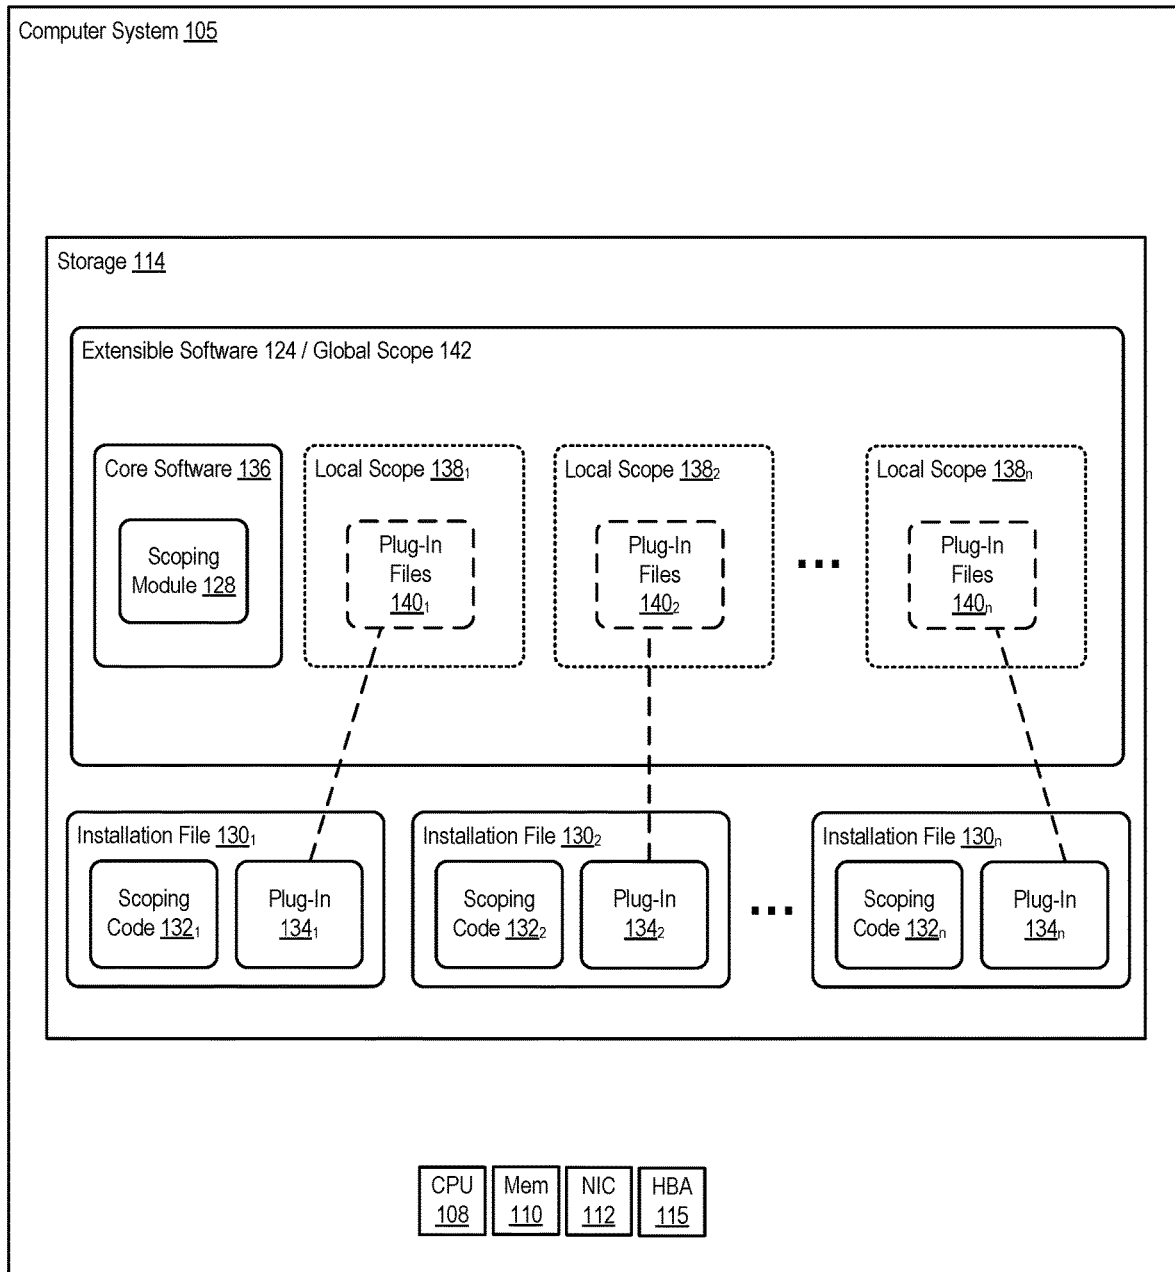 Computer System 105
Storage 114
Extensible Software 124 / Global Scope 142
Core Software 136
Scoping
Module 128
Local Scope 138₁
Plug-In
Files
140₁
Local Scope 138₂
Plug-In
Files
140₂
...
Local Scope 138ₙ
Plug-In
Files
140ₙ
Installation File 130₁
Scoping
Code 132₁
Plug-In
134₁
Installation File 130₂
Scoping
Code 132₂
Plug-In
134₂
...
Installation File 130ₙ
Scoping
Code 132ₙ
Plug-In
134ₙ
CPU
108
Mem
110
NIC
112
HBA
115